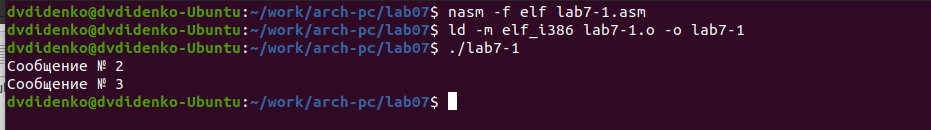 dvdidenko@dvdidenko-Ubuntu:~/work/arch-pc/lab07$ nasm -f elf lab7-1.asm
dvdidenko@dvdidenko-Ubuntu:~/work/arch-pc/lab07$ ld -m elf_i386 lab7-1.o -o lab7-1
dvdidenko@dvdidenko-Ubuntu:~/work/arch-pc/lab07$ ./lab7-1
Сообщение № 2
Сообщение № 3
dvdidenko@dvdidenko-Ubuntu:~/work/arch-pc/lab07$